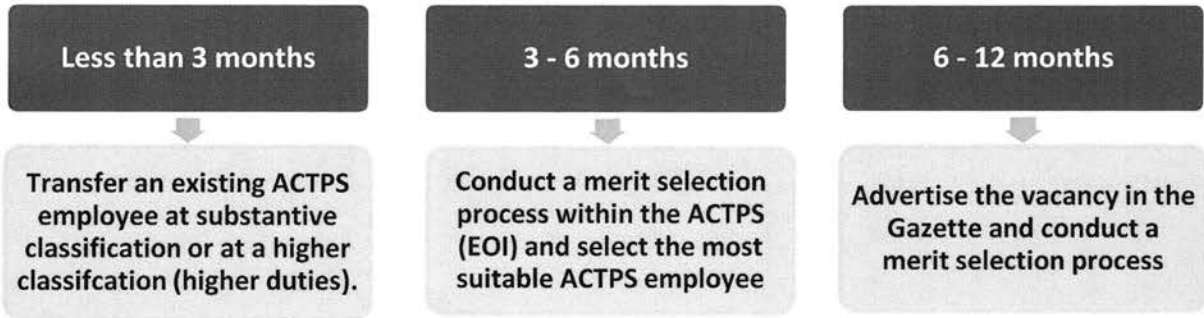 Less than 3 months
Transfer an existing ACTPS
employee at substantive
classification or at a higher
classifcation (higher duties).
3 - 6 months
Conduct a merit selection
process within the ACTPS
(EOI) and select the most
suitable ACTPS employee
6 - 12 months
Advertise the vacancy in the
Gazette and conduct a
merit selection process